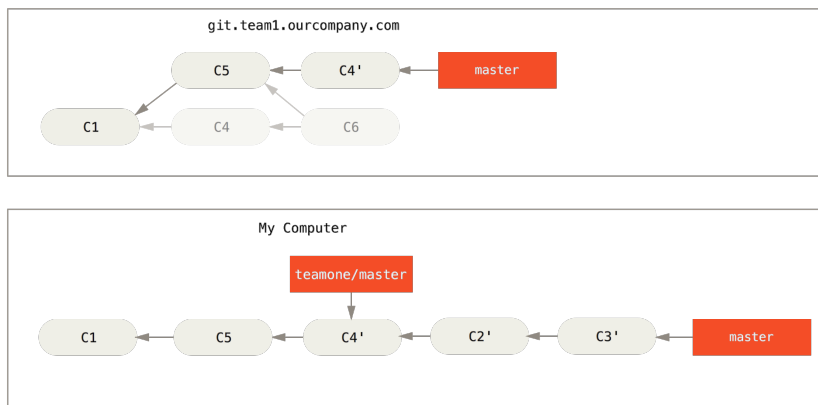 git.team1.ourcompany.com
C5
C4'
master
C1
C4
C6
My Computer
teamone/master
C1
C5
C4'
C2'
C3'
master